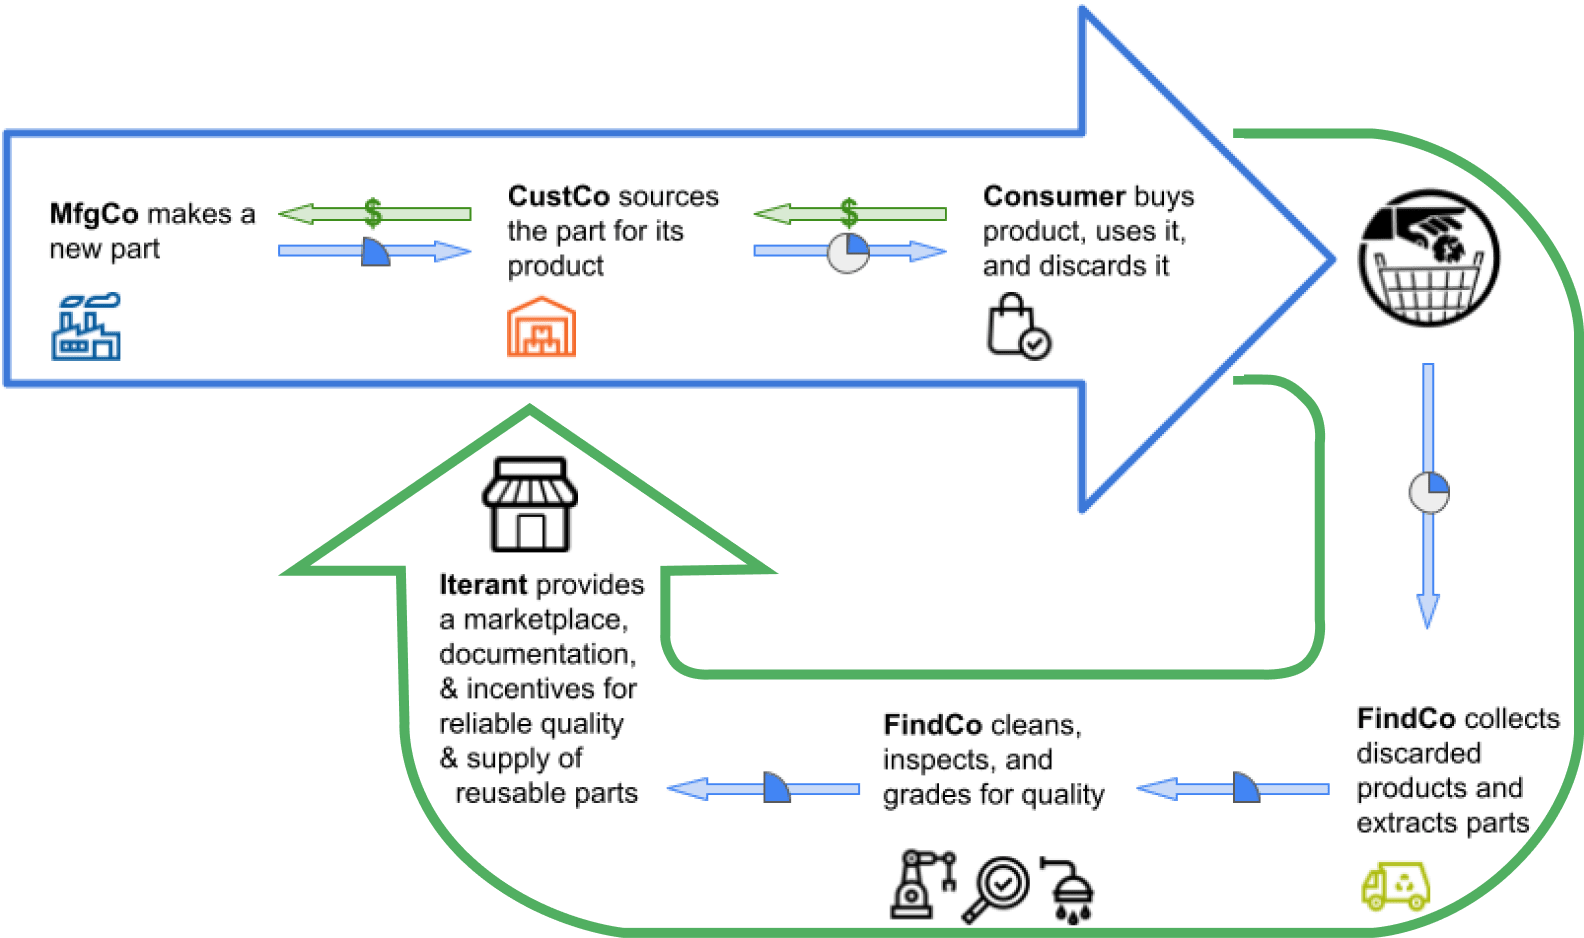 MfgCo makes a
new part
$
CustCo sources
the part for its
product
$
Consumer buys
product, uses it,
and discards it
Iterant provides
a marketplace,
documentation,
& incentives for
reliable quality
& supply of
reusable parts
FindCo cleans,
inspects, and
grades for quality
FindCo collects
discarded
products and
extracts parts